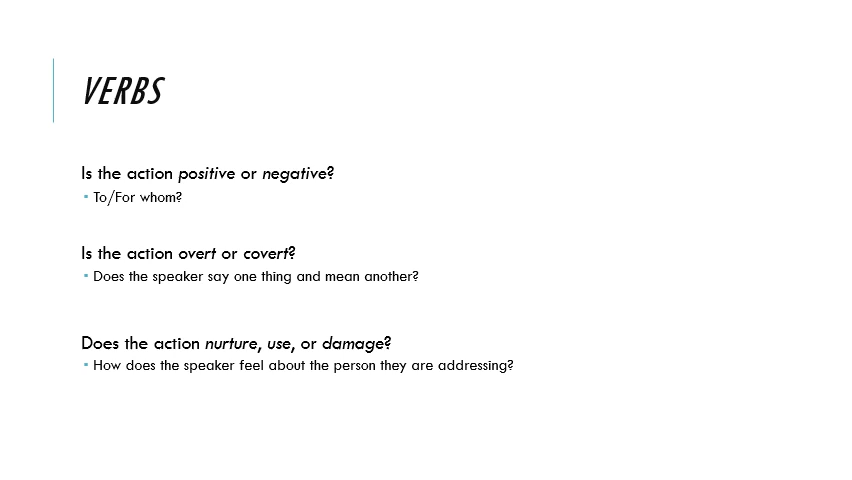 VERBS
Is the action positive or negative?
▪ To/For whom?
Is the action overt or covert?
▪ Does the speaker say one thing and mean another?
Does the action nurture, use, or damage?
▪ How does the speaker feel about the person they are addressing?